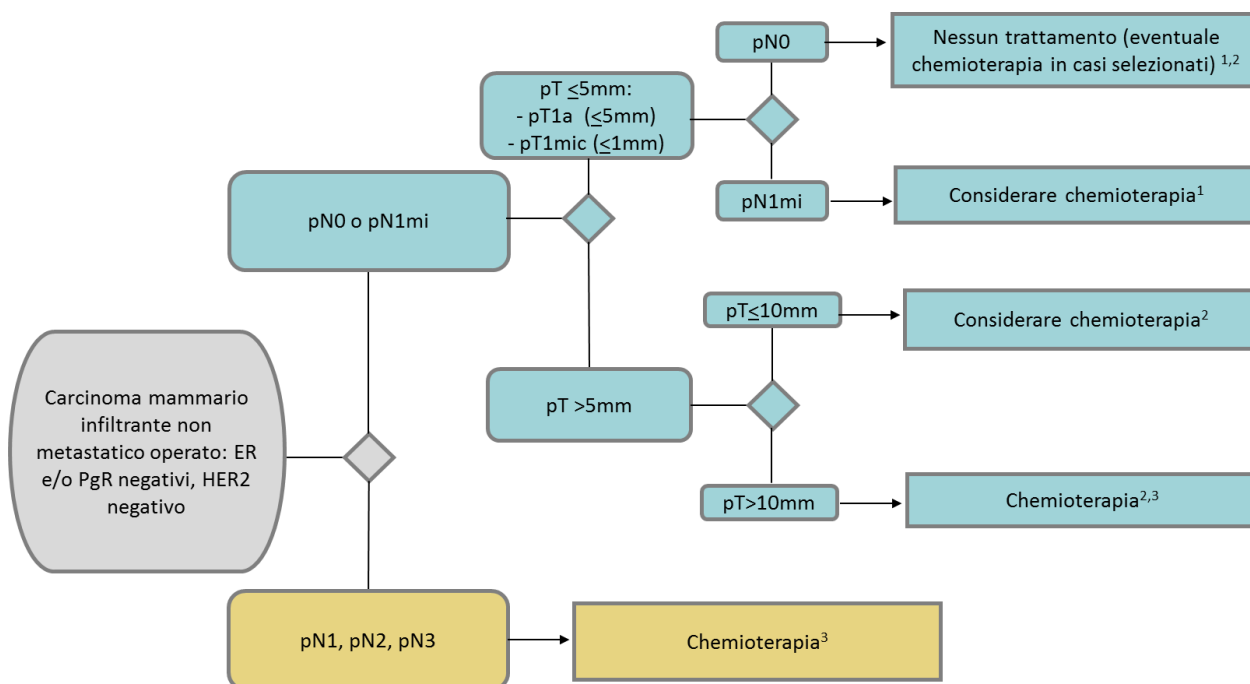 pN0
Nessun trattamento (eventuale
chemioterapia in casi selezionati) 1,2
pT ≤5mm:
- pT1a (≤5mm)
- pT1mic (≤1mm)
pN1mi
Considerare chemioterapia1
pN0 o pN1mi
pT≤10mm
Considerare chemioterapia2
pT >5mm
pT>10mm
Chemioterapia2,3
Carcinoma mammario
infiltrante non
metastatico operato: ER
e/o PgR negativi, HER2
negativo
pN1, pN2, pN3
Chemioterapia3